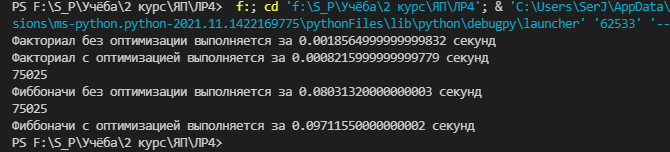 PS F:\S_P\Учёба\2 курс\ЯП\ЛР4>  f:; cd 'f:\S_P\Учёба\2 курс\ЯП\ЛР4'; & 'C:\Users\SerJ\AppData\
sions\ms-python.python-2021.11.1422169775\pythonFiles\lib\python\debugpy\launcher' '62533' '--
Факториал без оптимизации выполняется за 0.0018564999999999832 секунд
Факториал с оптимизацией выполняется за 0.0008215999999999779 секунд
75025
Фиббоначи без оптимизации выполняется за 0.08031320000000003 секунд
75025
Фиббоначи с оптимизацией выполняется за 0.09711550000000002 секунд
PS F:\S_P\Учёба\2 курс\ЯП\ЛР4>